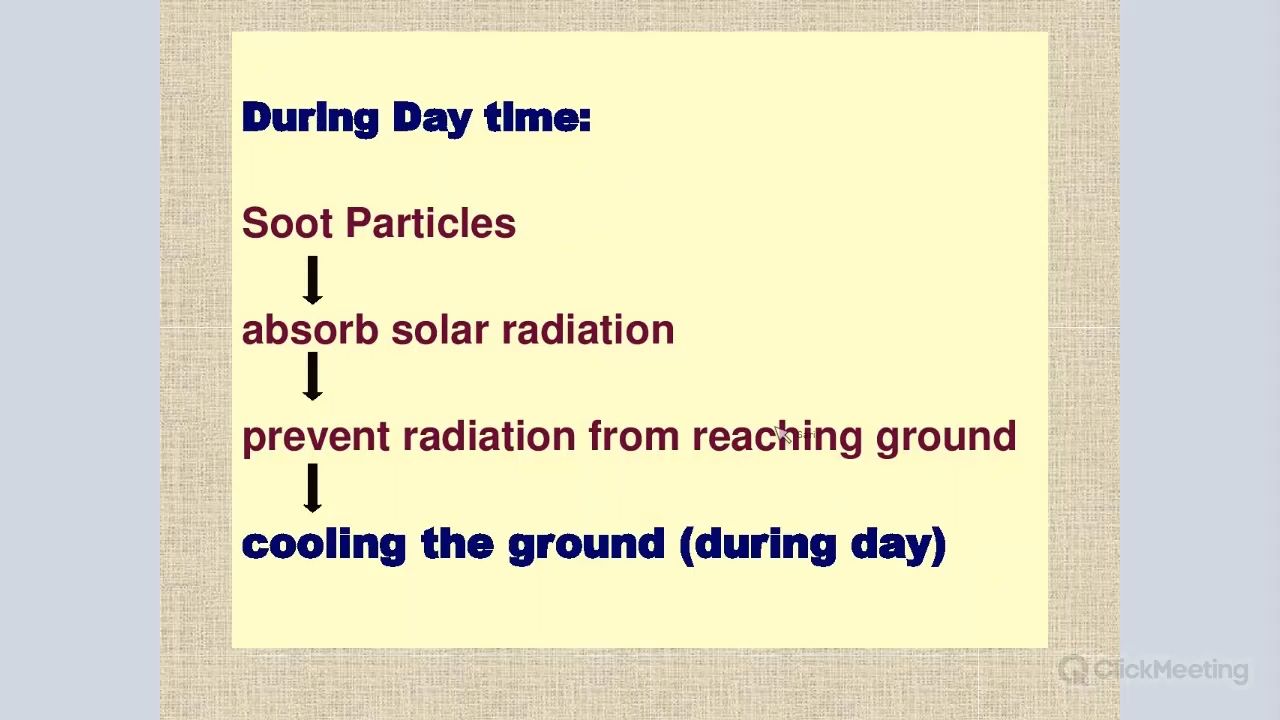 During Day time:
Soot Particles
absorb solar radiation
prevent radiation from reaching ground
cooling the ground (during day)
ClickMeeting